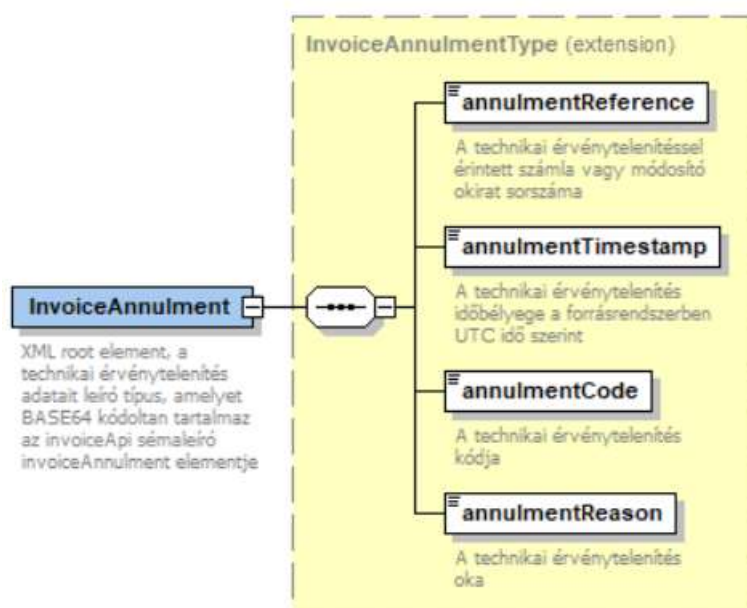 InvoiceAnnulmentType (extension)
annulmentReference
A technikai érvénytelenítéssel
érintett számla vagy módosító
okirat sorszáma
annulmentTimestamp
A technikai érvénytelenítés
időbélyege a forrásrendszerben
UTC idő szerint
InvoiceAnnulment
XML root element, a
technikai érvénytelenítés
adatait leíró típus, amelyet
BASE64 kódoltan tartalmaz
az invoiceApi sémaleíró
invoiceAnnulment elementje
annulmentCode
A technikai érvénytelenítés
kódja
annulmentReason
A technikai érvénytelenítés
oka